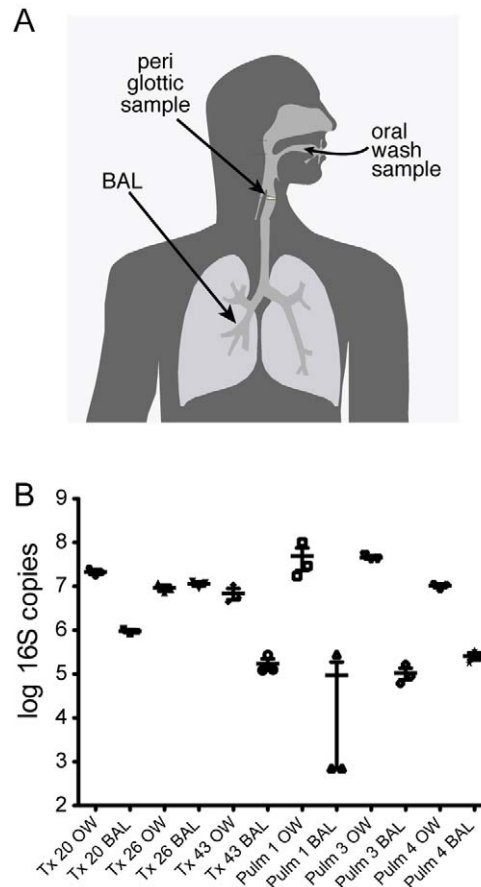 A
peri
glottic
sample
oral
wash
sample
BAL
B
log 16S copies
9
8
7
6
5
4
3
2
Tx 20 OW
Tx 20 BAL
Tx 26 OW
Tx 26 BAL
Tx 43 OW
Tx 43 BAL
Pulm 1 OW
Pulm 1 BAL
Pulm 3 OW
Pulm 3 BAL
Pulm 4 OW
Pulm 4 BAL